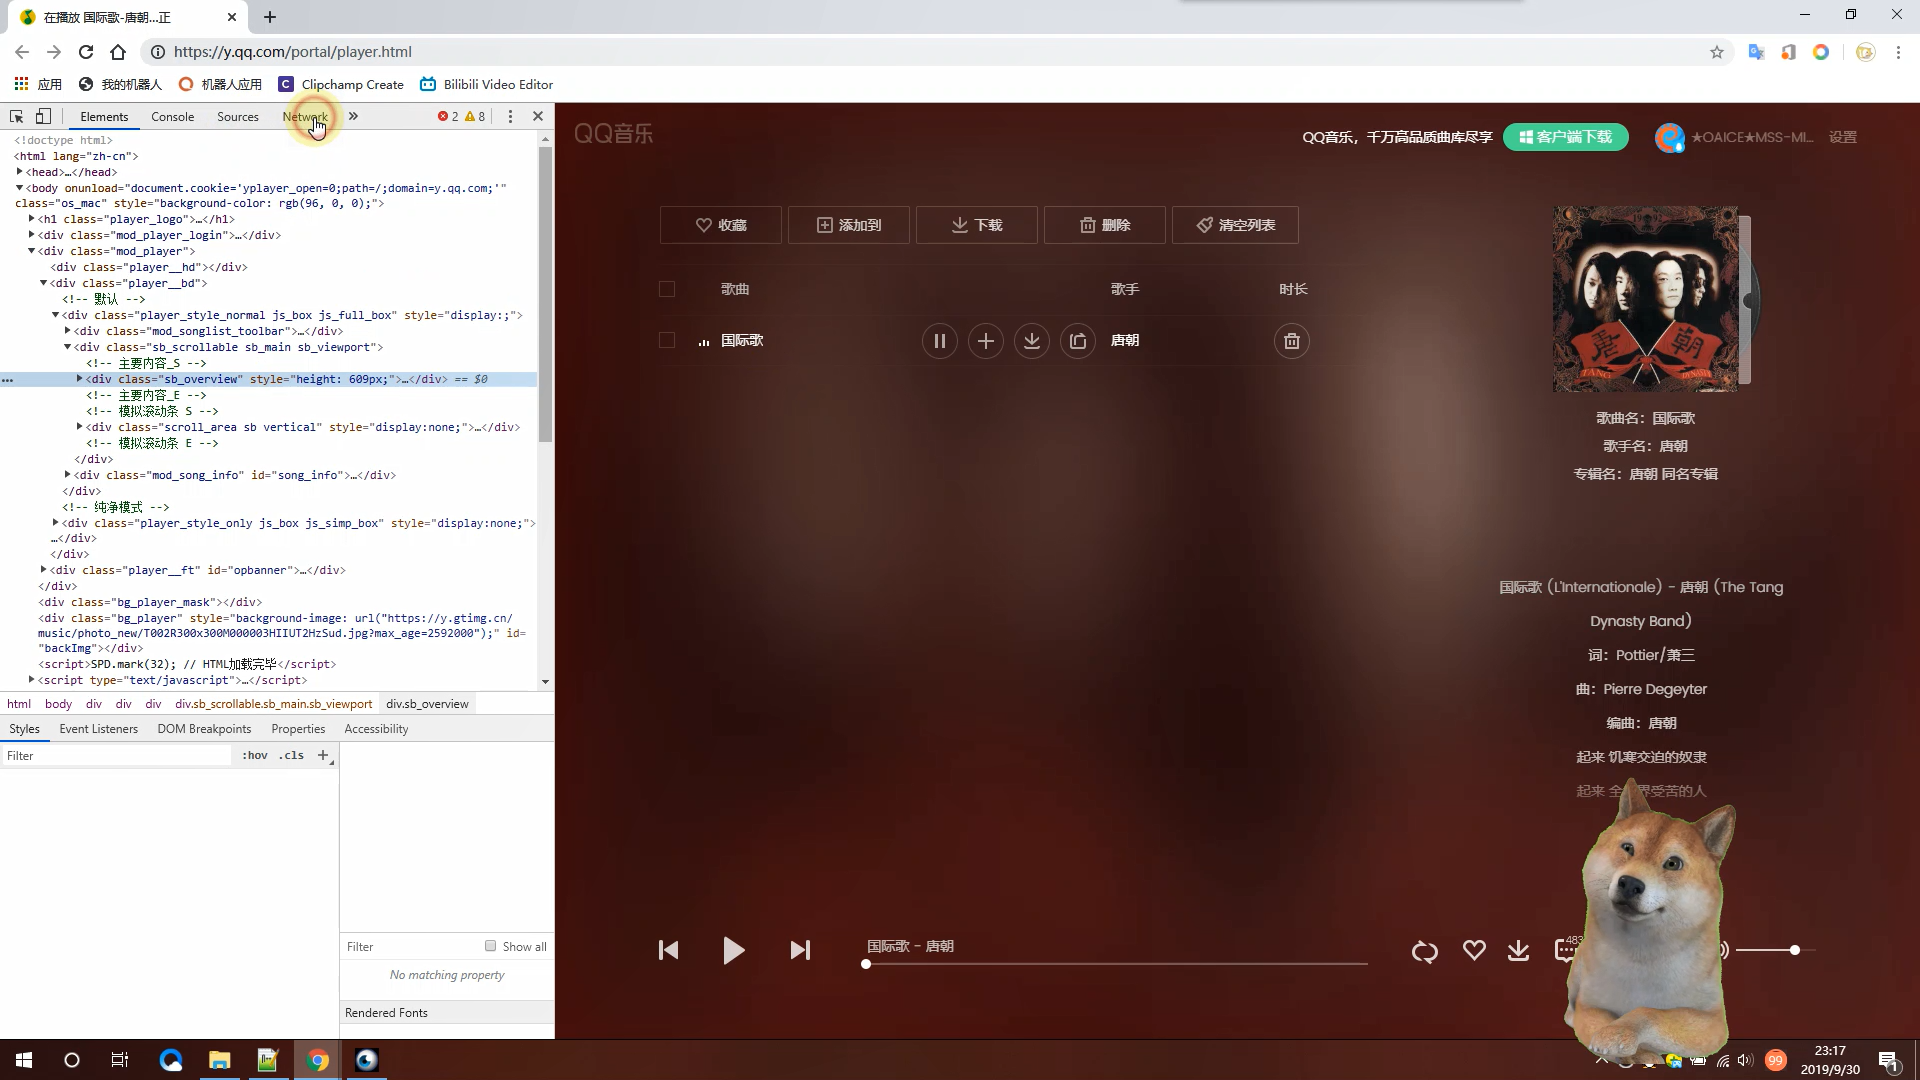 在播放 国际歌-唐朝...正
https://y.qq.com/portal/player.html
应用
我的机器人
机器人应用
Clipchamp Create
Bilibili Video Editor
Elements
Console
Sources
Network
2
8
<!doctype html>
<html lang="zh-cn">
<head>…</head>
<body onunload="document.cookie='yplayer_open=0;path=/;domain=y.qq.com;'"
class="os_mac" style="background-color: rgb(96, 0, 0);">
<h1 class="player_logo">…</h1>
<div class="mod_player_login">…</div>
<div class="mod_player">
<div class="player__hd"></div>
<div class="player__bd">
<!-- 默认 -->
<div class="player_style_normal js_box js_full_box" style="display:;">
<div class="mod_songlist_toolbar">…</div>
<div class="sb_scrollable sb_main sb_viewport">
<!-- 主要内容_S -->
<div class="sb_overview" style="height: 609px;">…</div> == $0
<!-- 主要内容_E -->
<!-- 模拟滚动条 S -->
<div class="scroll_area sb vertical" style="display:none;">…</div>
<!-- 模拟滚动条 E -->
</div>
<div class="mod_song_info" id="song_info">…</div>
</div>
<!-- 纯净模式 -->
<div class="player_style_only js_box js_simp_box" style="display:none;">
…</div>
</div>
<div class="player__ft" id="opbanner">…</div>
</div>
<div class="bg_player_mask"></div>
<div class="bg_player" style="background-image: url("https://y.gtimg.cn/
music/photo_new/T002R300x300M000003HIIUT2HzSud.jpg?max_age=2592000");" id=
"backImg"></div>
<script>SPD.mark(32); // HTML加载完毕</script>
<script type="text/javascript">…</script>
html body div div div div.sb_scrollable.sb_main.sb_viewport div.sb_overview
Styles
Event Listeners
DOM Breakpoints
Properties
Accessibility
Filter
:hov
.cls
Filter
Show all
No matching property
Rendered Fonts
QQ音乐
QQ音乐，千万高品质曲库尽享
客户端下载
★OAICE★MSS-MI...
设置
收藏
添加到
下载
删除
清空列表
歌曲
歌手
时长
国际歌
唐朝
唐朝
TANG DYNASTY
歌曲名：国际歌
歌手名：唐朝
专辑名：唐朝 同名专辑
国际歌 (L'Internationale) - 唐朝 (The Tang
Dynasty Band)
词：Pottier/萧三
曲：Pierre Degeyter
编曲：唐朝
起来 饥寒交迫的奴隶
起来 全 界受苦的人
国际歌 - 唐朝
483
99
23:17
2019/9/30
1